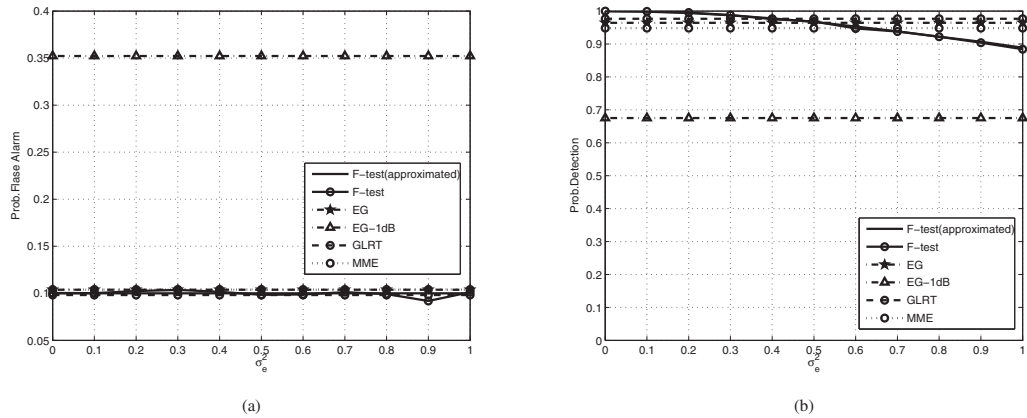 0.4
0.35
0.3
0.25
0.2
0.15
0.1
0.05
Prob.Flase Alarm
0 0.1 0.2 0.3 0.4 0.5 0.6 0.7 0.8 0.9 1
σ_e^2
F−test(approximated)
F−test
EG
EG−1dB
GLRT
MME
(a)
1
0.9
0.8
0.7
0.6
0.5
0.4
0.3
0.2
0.1
0
Prob.Detection
0 0.1 0.2 0.3 0.4 0.5 0.6 0.7 0.8 0.9 1
σ_e^2
F−test(approximated)
F−test
EG
EG−1dB
GLRT
MME
(b)